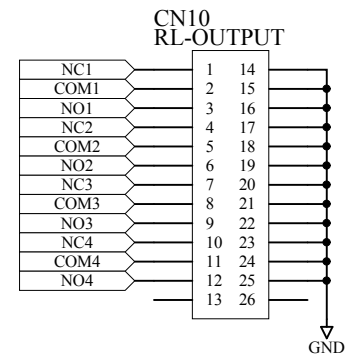 CN10
RL-OUTPUT
NC1 1 14
COM1 2 15
NO1 3 16
NC2 4 17
COM2 5 18
NO2 6 19
NC3 7 20
COM3 8 21
NO3 9 22
NC4 10 23
COM4 11 24
NO4 12 25
13 26
GND